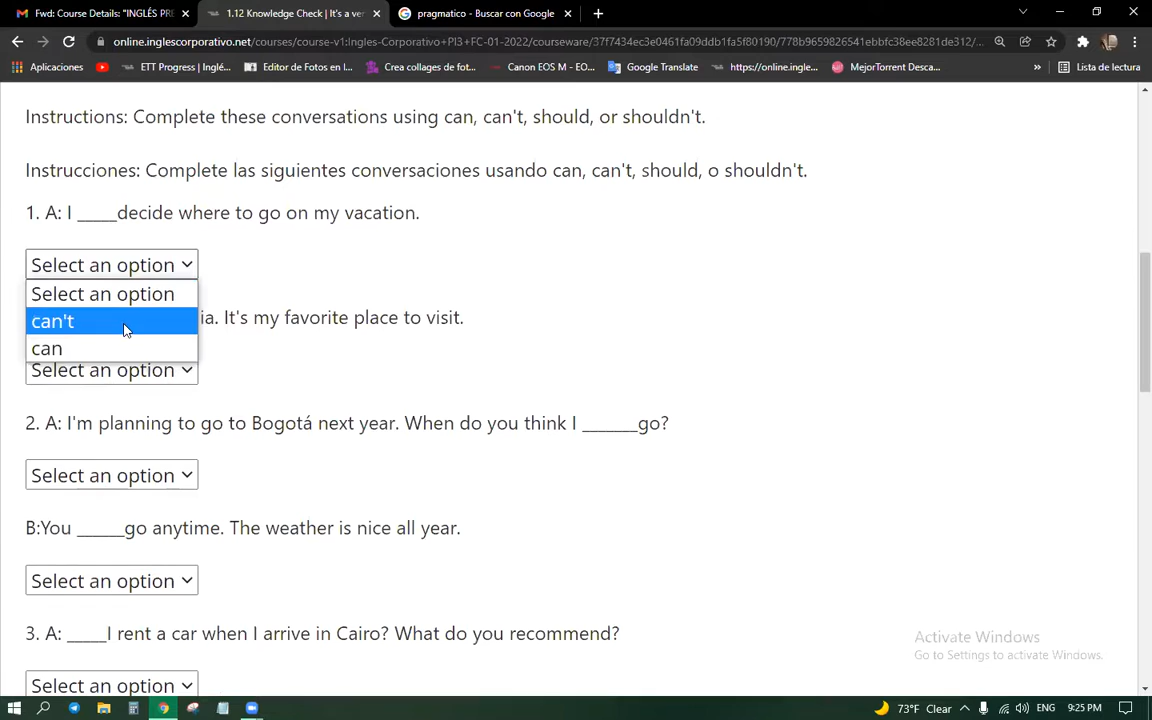 Fwd: Course Details: "INGLÉS PRE
1.12 Knowledge Check | It's a ver
pragmatico - Buscar con Google
online.inglescorporativo.net/courses/course-v1:Ingles-Corporativo+PI3+FC-01-2022/courseware/37f7434ec3e0461fa09ddb1fa5f80190/778b9659826541ebbfc38ee8281de312/...
Aplicaciones
ETT Progress | Inglé...
Editor de Fotos en l...
Crea collages de fot...
Canon EOS M - EO...
Google Translate
https://online.ingle...
MejorTorrent Desca...
»
Lista de lectura
Instructions: Complete these conversations using can, can't, should, or shouldn't.
Instrucciones: Complete las siguientes conversaciones usando can, can't, should, o shouldn't.
1. A: I _____decide where to go on my vacation.
Select an option
Select an option
can't
ia. It's my favorite place to visit.
can
Select an option
2. A: I'm planning to go to Bogotá next year. When do you think I _______go?
Select an option
B:You ______go anytime. The weather is nice all year.
Select an option
3. A: _____I rent a car when I arrive in Cairo? What do you recommend?
Select an option
Activate Windows
Go to Settings to activate Windows.
73°F Clear
ENG
9:25 PM